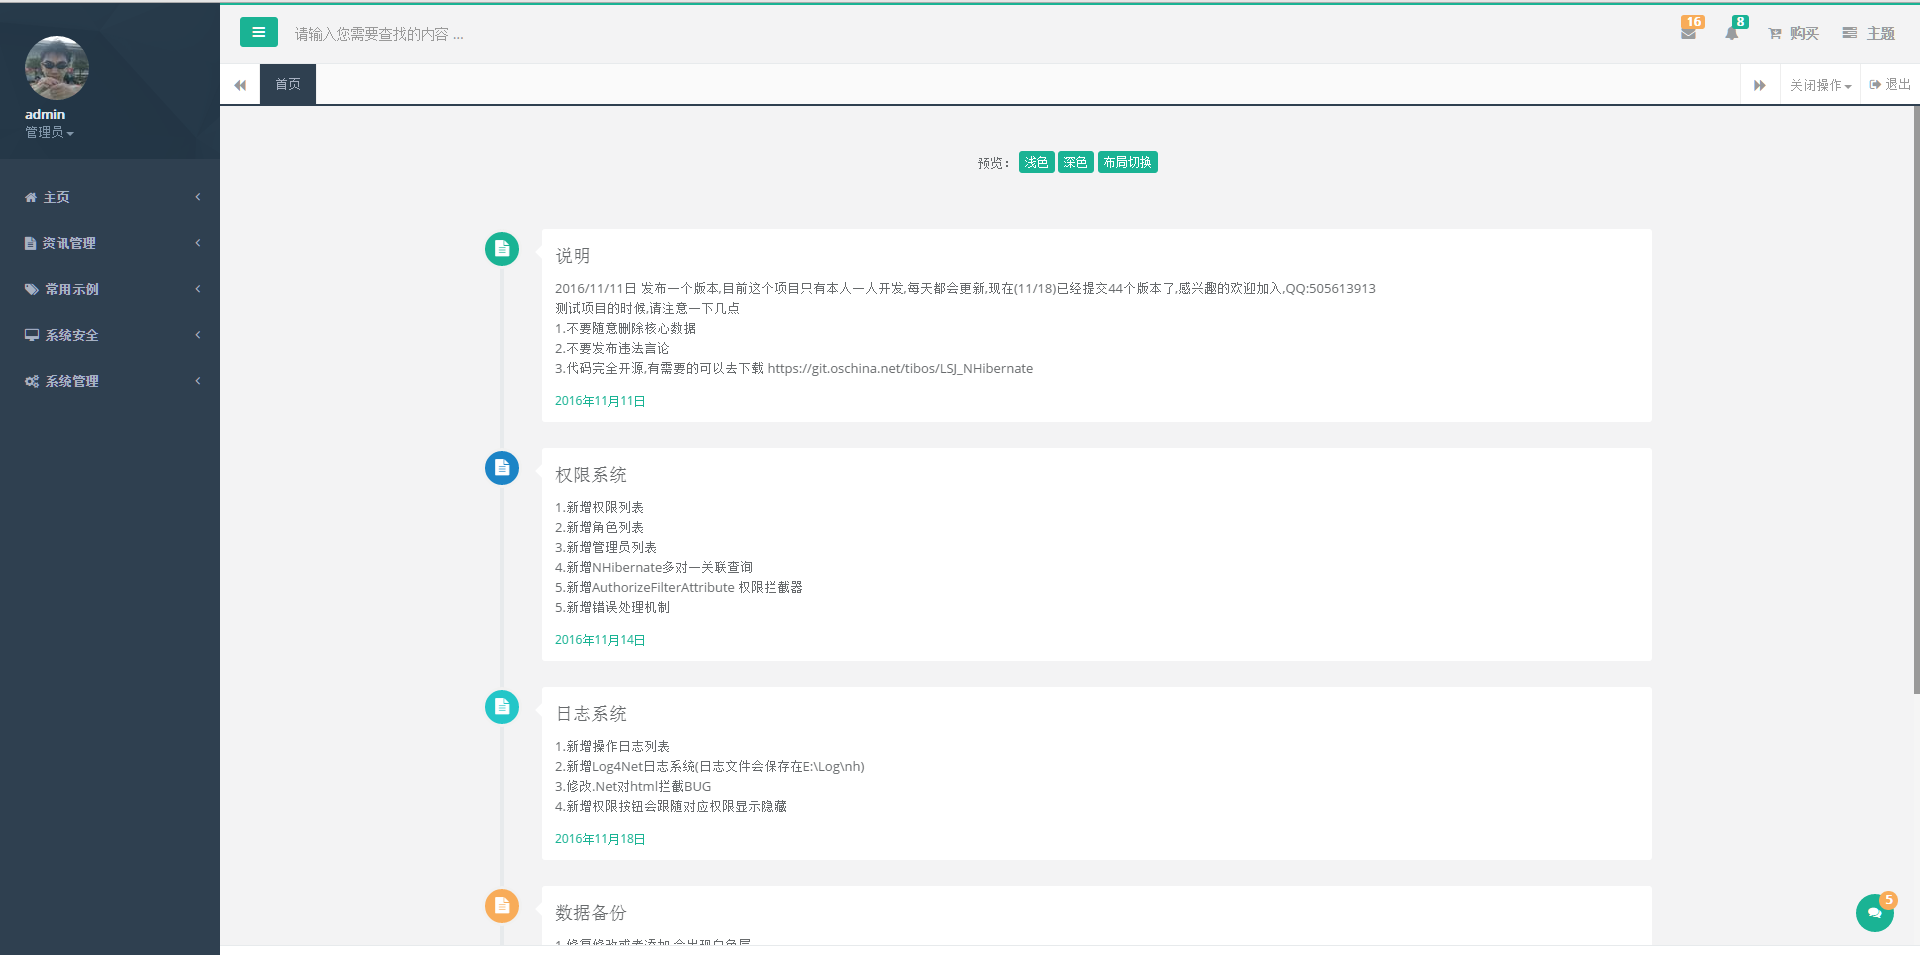 admin
管理员
主页
资讯管理
常用示例
系统安全
系统管理
请输入您需要查找的内容 ...
16
8
购买
主题
首页
关闭操作
退出
预览：
浅色
深色
布局切换
说明
2016/11/11日 发布一个版本,目前这个项目只有本人一人开发,每天都会更新,现在(11/18)已经提交44个版本了,感兴趣的欢迎加入,QQ:505613913
测试项目的时候,请注意一下几点
1.不要随意删除核心数据
2.不要发布违法言论
3.代码完全开源,有需要的可以去下载 https://git.oschina.net/tibos/LSJ_NHibernate
2016年11月11日
权限系统
1.新增权限列表
2.新增角色列表
3.新增管理员列表
4.新增NHibernate多对一关联查询
5.新增AuthorizeFilterAttribute 权限拦截器
5.新增错误处理机制
2016年11月14日
日志系统
1.新增操作日志列表
2.新增Log4Net日志系统(日志文件会保存在E:\Log\nh)
3.修改.Net对html拦截BUG
4.新增权限按钮会跟随对应权限显示隐藏
2016年11月18日
数据备份
1.修复修改或者添加,会出现白色层
5